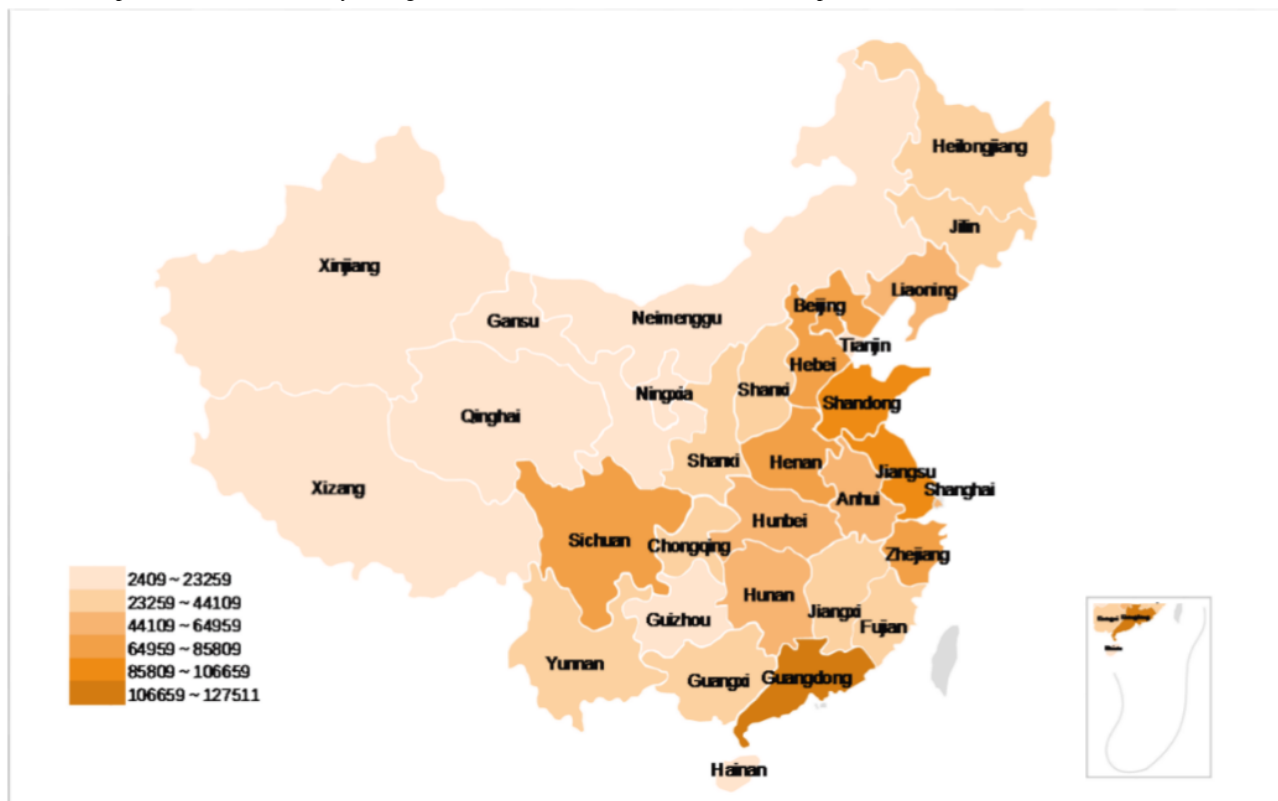 Heilongjiang
Jilin
Xinjiang
Liaoning
Beijing
Gansu
Neimenggu
Tianjin
Hebei
Ningxia
Shanxi
Shandong
Qinghai
Shanxi
Henan
Jiangsu
Xizang
Shanghai
Anhui
Hunbei
Sichuan
Chongqing
Zhejiang
Hunan
Jiangxi
Guizhou
Fujian
Yunnan
Guangxi
Guangdong
Hainan
2409 ~ 23259
23259 ~ 44109
44109 ~ 64959
64959 ~ 85809
85809 ~ 106659
106659 ~ 127511